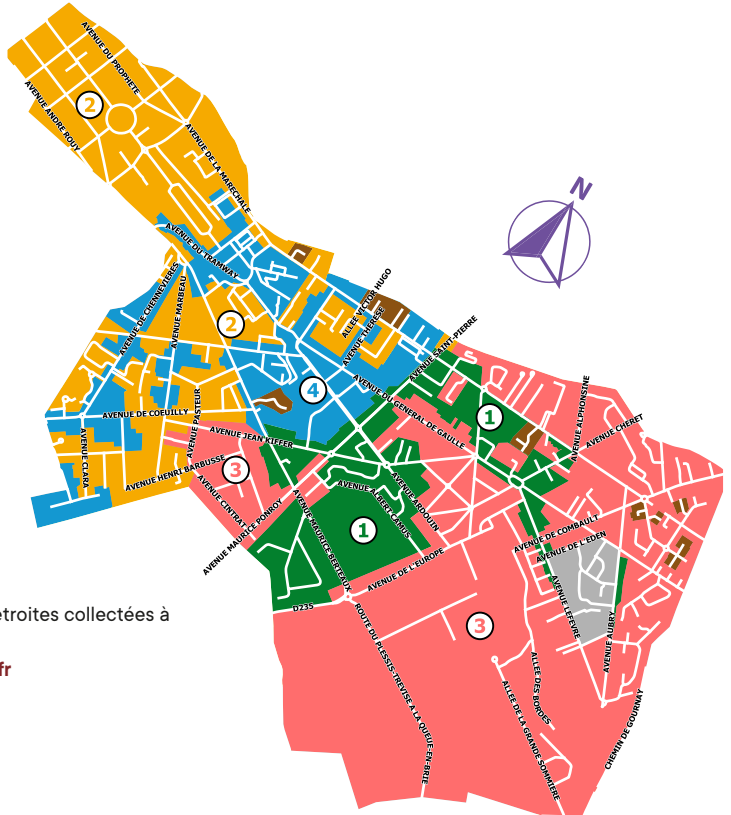 AVENUE DU PROPHETE
2
AVENUE ANDRE ROUY
AVENUE DE LA MARECHALE
N
AVENUE DU TRAMWAY
AVENUE DE CHENNEVIERES
AVENUE MARBEAU
2
ALLEE VICTOR HUGO
AVENUE THERESE
AVENUE SAINT-PIERRE
4
AVENUE DU GENERAL DE GAULLE
1
AVENUE ALPHONSINE
AVENUE CHERET
AVENUE DE COEUILLY
AVENUE PASTEUR
AVENUE JEAN KIFFER
AVENUE CLARA
AVENUE HENRI BARBUSSE
3
AVENUE CENTRAL
AVENUE MAURICE PONROY
AVENUE ALBERT CAMUS
AVENUE ARDOUIN
AVENUE MAURICE BERTEAUX
1
AVENUE DE COMBAULT
AVENUE DE L'EDEN
AVENUE DE L'EUROPE
AVENUE LEFEVRE
AVENUE AUBRY
D235
étroites collectées à
fr
3
ROUTE DU PLESSIS-TREVISE A LA QUEUE-EN-BRIE
ALLEE DES BORDES
ALLEE DE LA GRANDE SOMMIERE
CHEMIN DE GOURNAY